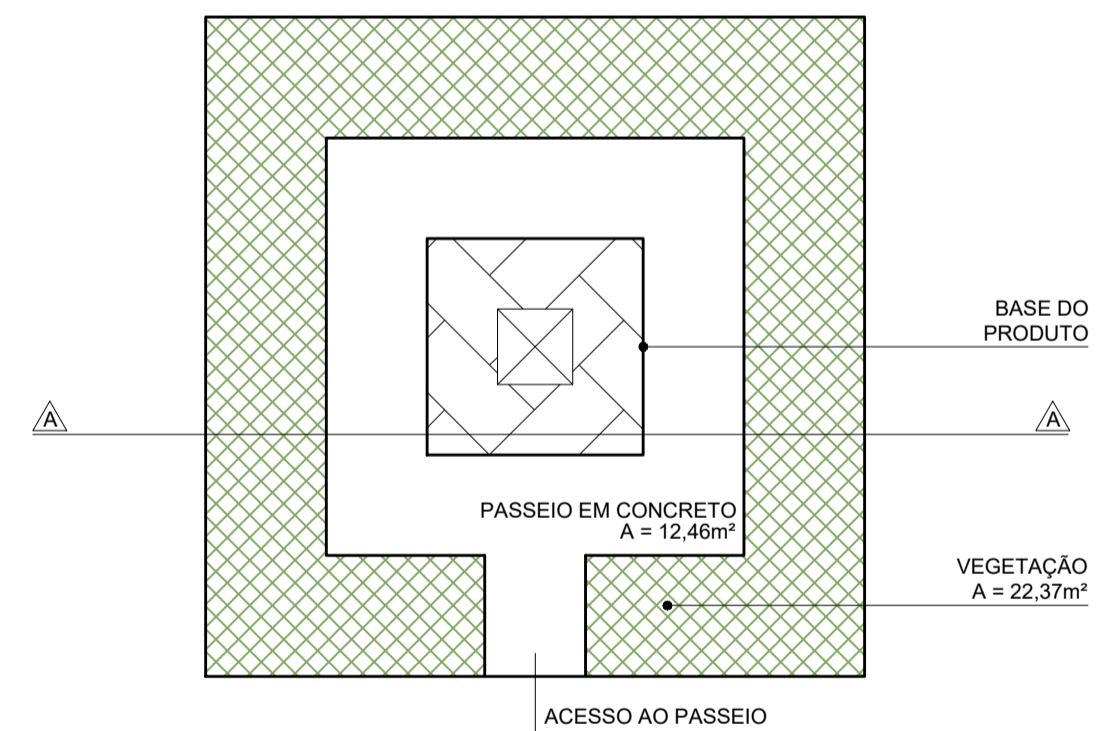 BASE DO
PRODUTO
A
A
PASSEIO EM CONCRETO
A = 12,46m²
VEGETAÇÃO
A = 22,37m²
ACESSO AO PASSEIO